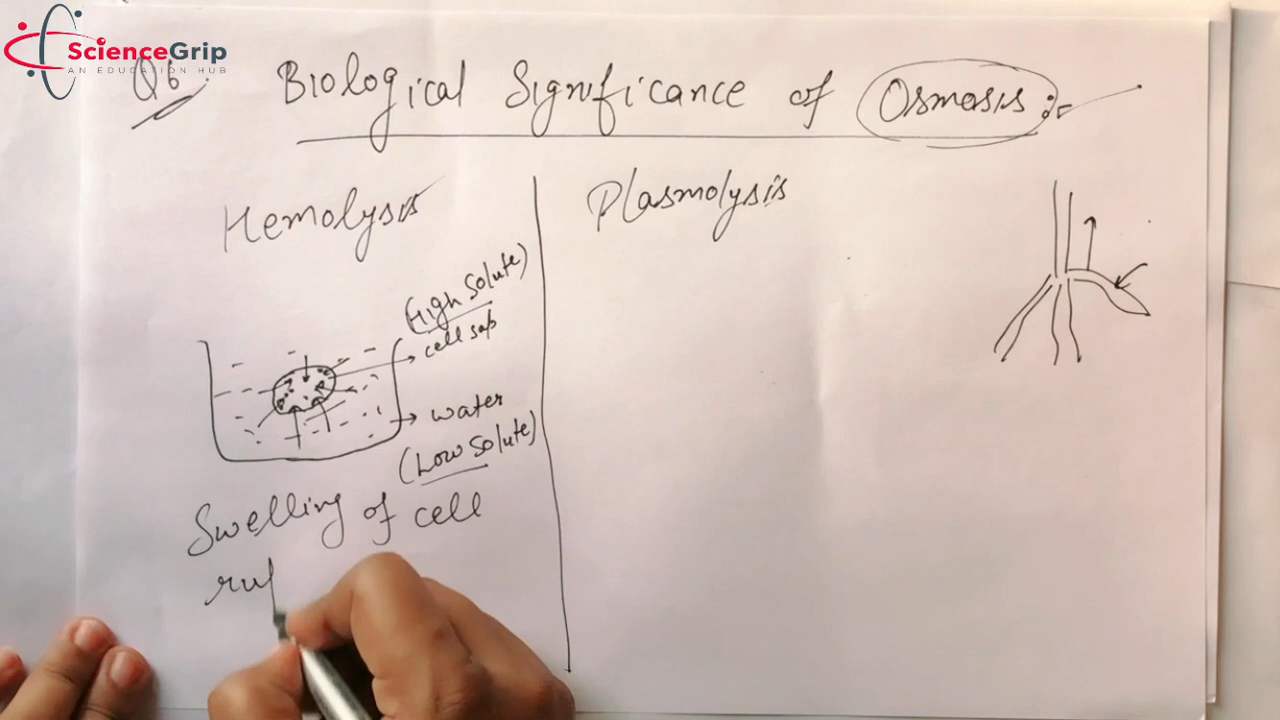 ScienceGrip
AN EDUCATION HUB
Q6. Biological Significance of Osmosis :-
Hemolysis
(High Solute)
cell sap
water
(Low Solute)
Swelling of cell
rup
Plasmolysis